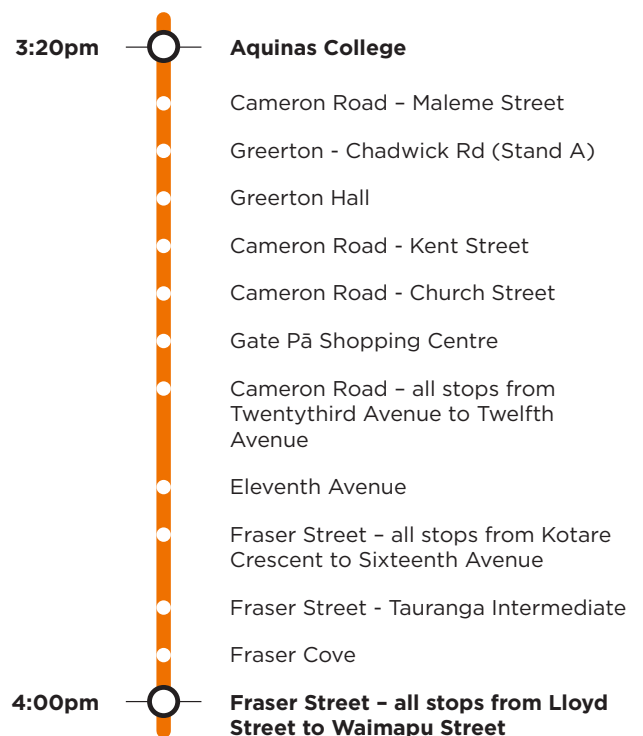 3:20pm Aquinas College
Cameron Road – Maleme Street
Greerton - Chadwick Rd (Stand A)
Greerton Hall
Cameron Road - Kent Street
Cameron Road - Church Street
Gate Pā Shopping Centre
Cameron Road – all stops from
Twentythird Avenue to Twelfth
Avenue
Eleventh Avenue
Fraser Street – all stops from Kotare
Crescent to Sixteenth Avenue
Fraser Street - Tauranga Intermediate
Fraser Cove
4:00pm Fraser Street – all stops from Lloyd
Street to Waimapu Street